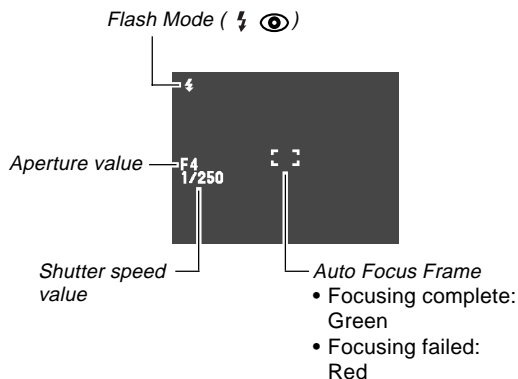 Flash Mode ( )
Aperture value
F4
1/250
Shutter speed
value
Auto Focus Frame
• Focusing complete:
Green
• Focusing failed:
Red